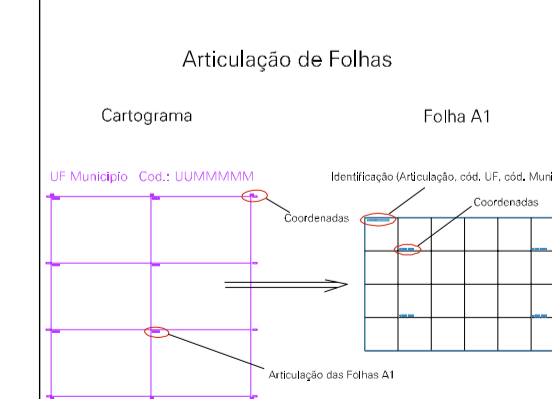 Articulação de Folhas
Cartograma
Folha A1
UF Município Cod.: UUMMMMM
Identificação (Articulação, cód. UF, cód. Muni
Coordenadas
Coordenadas
Articulação das Folhas A1